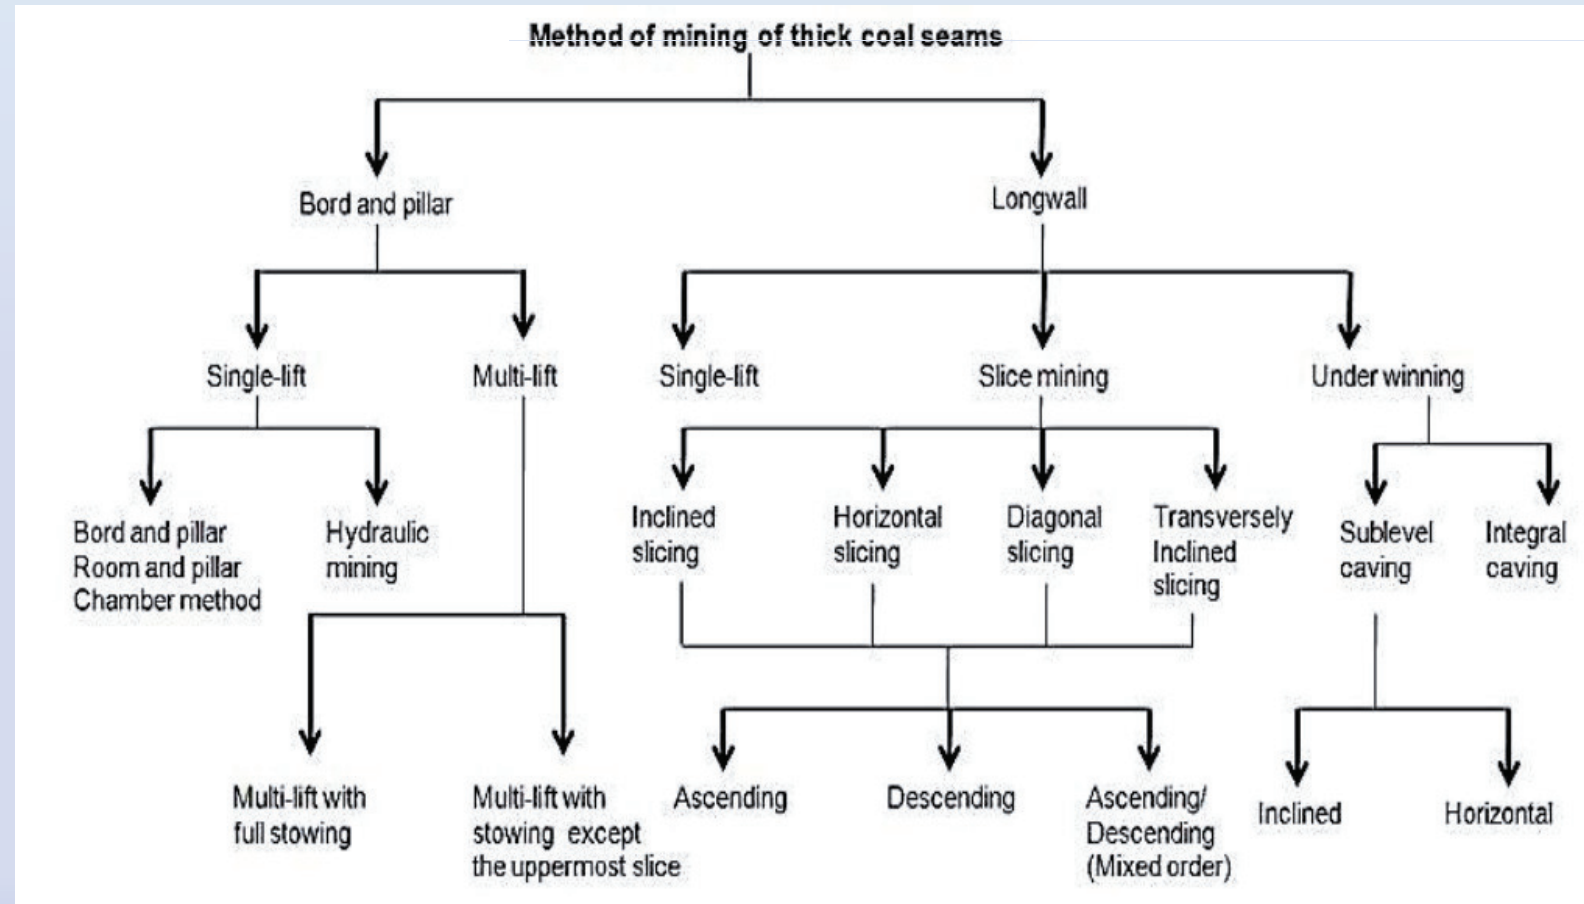 Method of mining of thick coal seams
Bord and pillar
Longwall
Single-lift
Multi-lift
Single-lift
Slice mining
Under winning
Bord and pillar
Room and pillar
Chamber method
Hydraulic
mining
Inclined
slicing
Horizontal
slicing
Diagonal
slicing
Transversely
Inclined
slicing
Sublevel
caving
Integral
caving
Multi-lift with
full stowing
Multi-lift with
stowing except
the uppermost slice
Ascending
Descending
Ascending/
Descending
(Mixed order)
Inclined
Horizontal